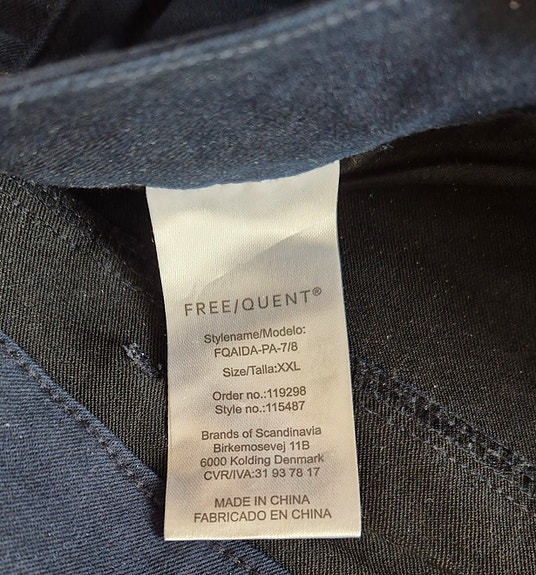 FREE/QUENT®
Stylename/Modelo:
FQAIDA-PA-7/8
Size/Talla:XXL
Order no.:119298
Style no.:115487
Brands of Scandinavia
Birkemosevej 11B
6000 Kolding Denmark
CVR/IVA:31 93 78 17
MADE IN CHINA
FABRICADO EN CHINA